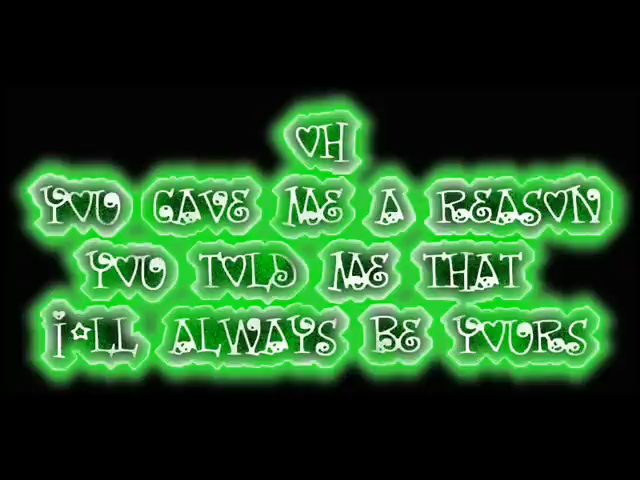 OH
YOU GAVE ME A REASON
YOU TOLD ME THAT
I*LL ALWAYS BE YOURS